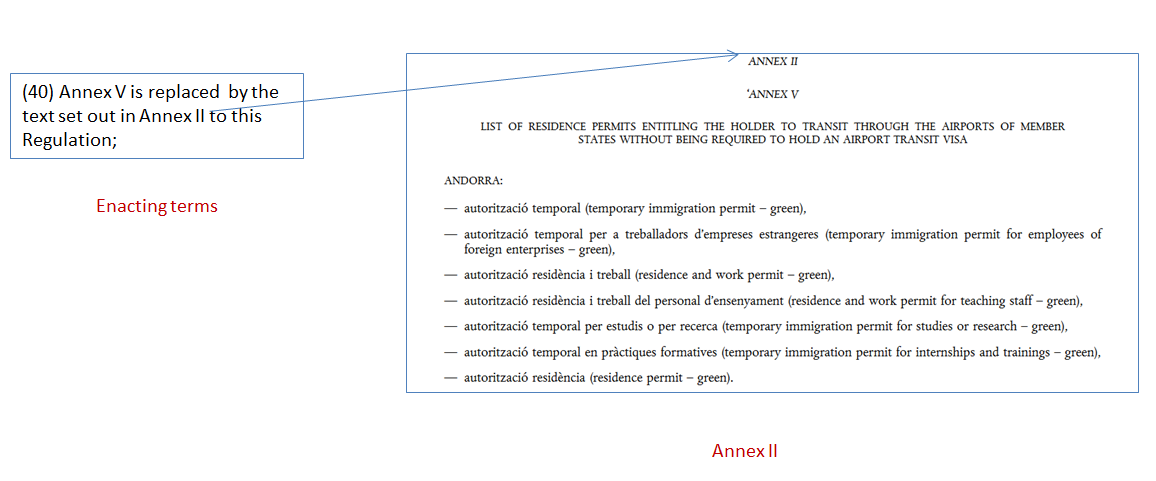 (40) Annex V is replaced by the
text set out in Annex II to this
Regulation;
Enacting terms
ANNEX II
‘ANNEX V
LIST OF RESIDENCE PERMITS ENTITLING THE HOLDER TO TRANSIT THROUGH THE AIRPORTS OF MEMBER
STATES WITHOUT BEING REQUIRED TO HOLD AN AIRPORT TRANSIT VISA
ANDORRA:
— autorització temporal (temporary immigration permit – green),
— autorització temporal per a treballadors d’empreses estrangeres (temporary immigration permit for employees of
foreign enterprises – green),
— autorització residència i treball (residence and work permit – green),
— autorització residència i treball del personal d’ensenyament (residence and work permit for teaching staff – green),
— autorització temporal per estudis o per recerca (temporary immigration permit for studies or research – green),
— autorització temporal en pràctiques formatives (temporary immigration permit for internships and trainings – green),
— autorització residència (residence permit – green).
Annex II